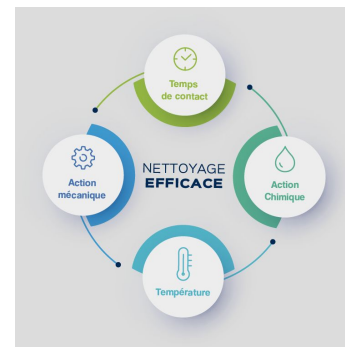 Temps
de contact
NETTOYAGE
EFFICACE
Action
mécanique
Action
Chimique
Température